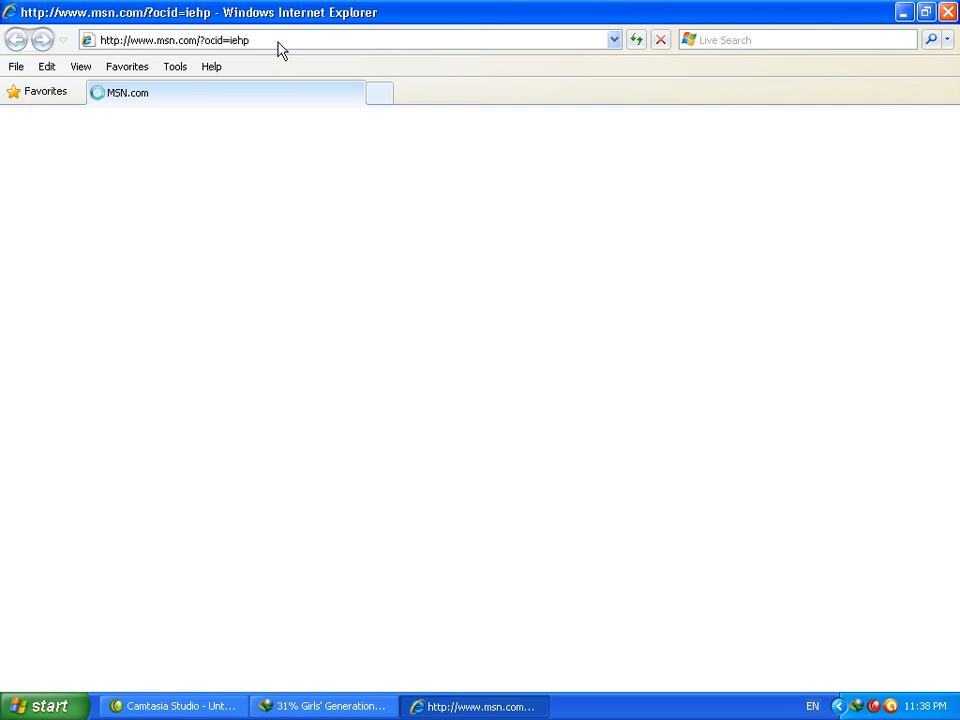 http://www.msn.com/?ocid=iehp - Windows Internet Explorer
http://www.msn.com/?ocid=iehp
Live Search
File Edit View Favorites Tools Help
Favorites
MSN.com
start
Camtasia Studio - Unt...
31% Girls' Generation...
http://www.msn.com...
EN
11:38 PM